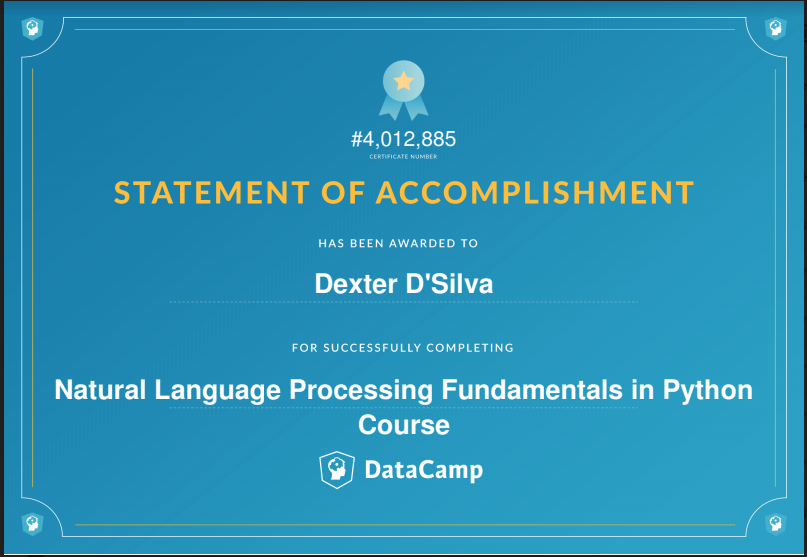 #4,012,885
CERTIFICATE NUMBER
STATEMENT OF ACCOMPLISHMENT
HAS BEEN AWARDED TO
Dexter D'Silva
FOR SUCCESSFULLY COMPLETING
Natural Language Processing Fundamentals in Python
Course
DataCamp